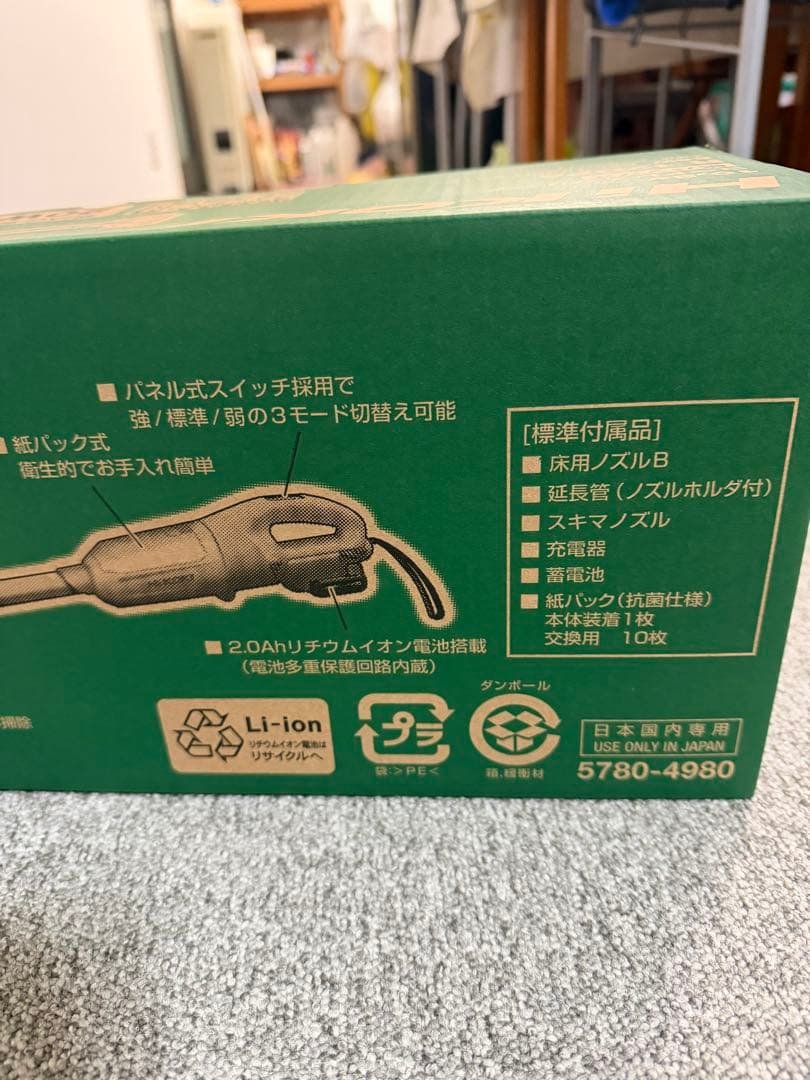 ■ パネル式スイッチ採用で
強/標準/弱の3モード切替え可能
■ 紙パック式
衛生的でお手入れ簡単
■ 2.0Ahリチウムイオン電池搭載
(電池多重保護回路内蔵)
[標準付属品]
■ 床用ノズルB
■ 延長管(ノズルホルダ付)
■ スキマノズル
■ 充電器
■ 蓄電池
■ 紙パック(抗菌仕様)
本体装着1枚
交換用 10枚
掃除
Li-ion
リチウムイオン電池は
リサイクルへ
プラ
袋:>PE<
ダンボール
箱,緩衝材
日本国内専用
USE ONLY IN JAPAN
5780-4980